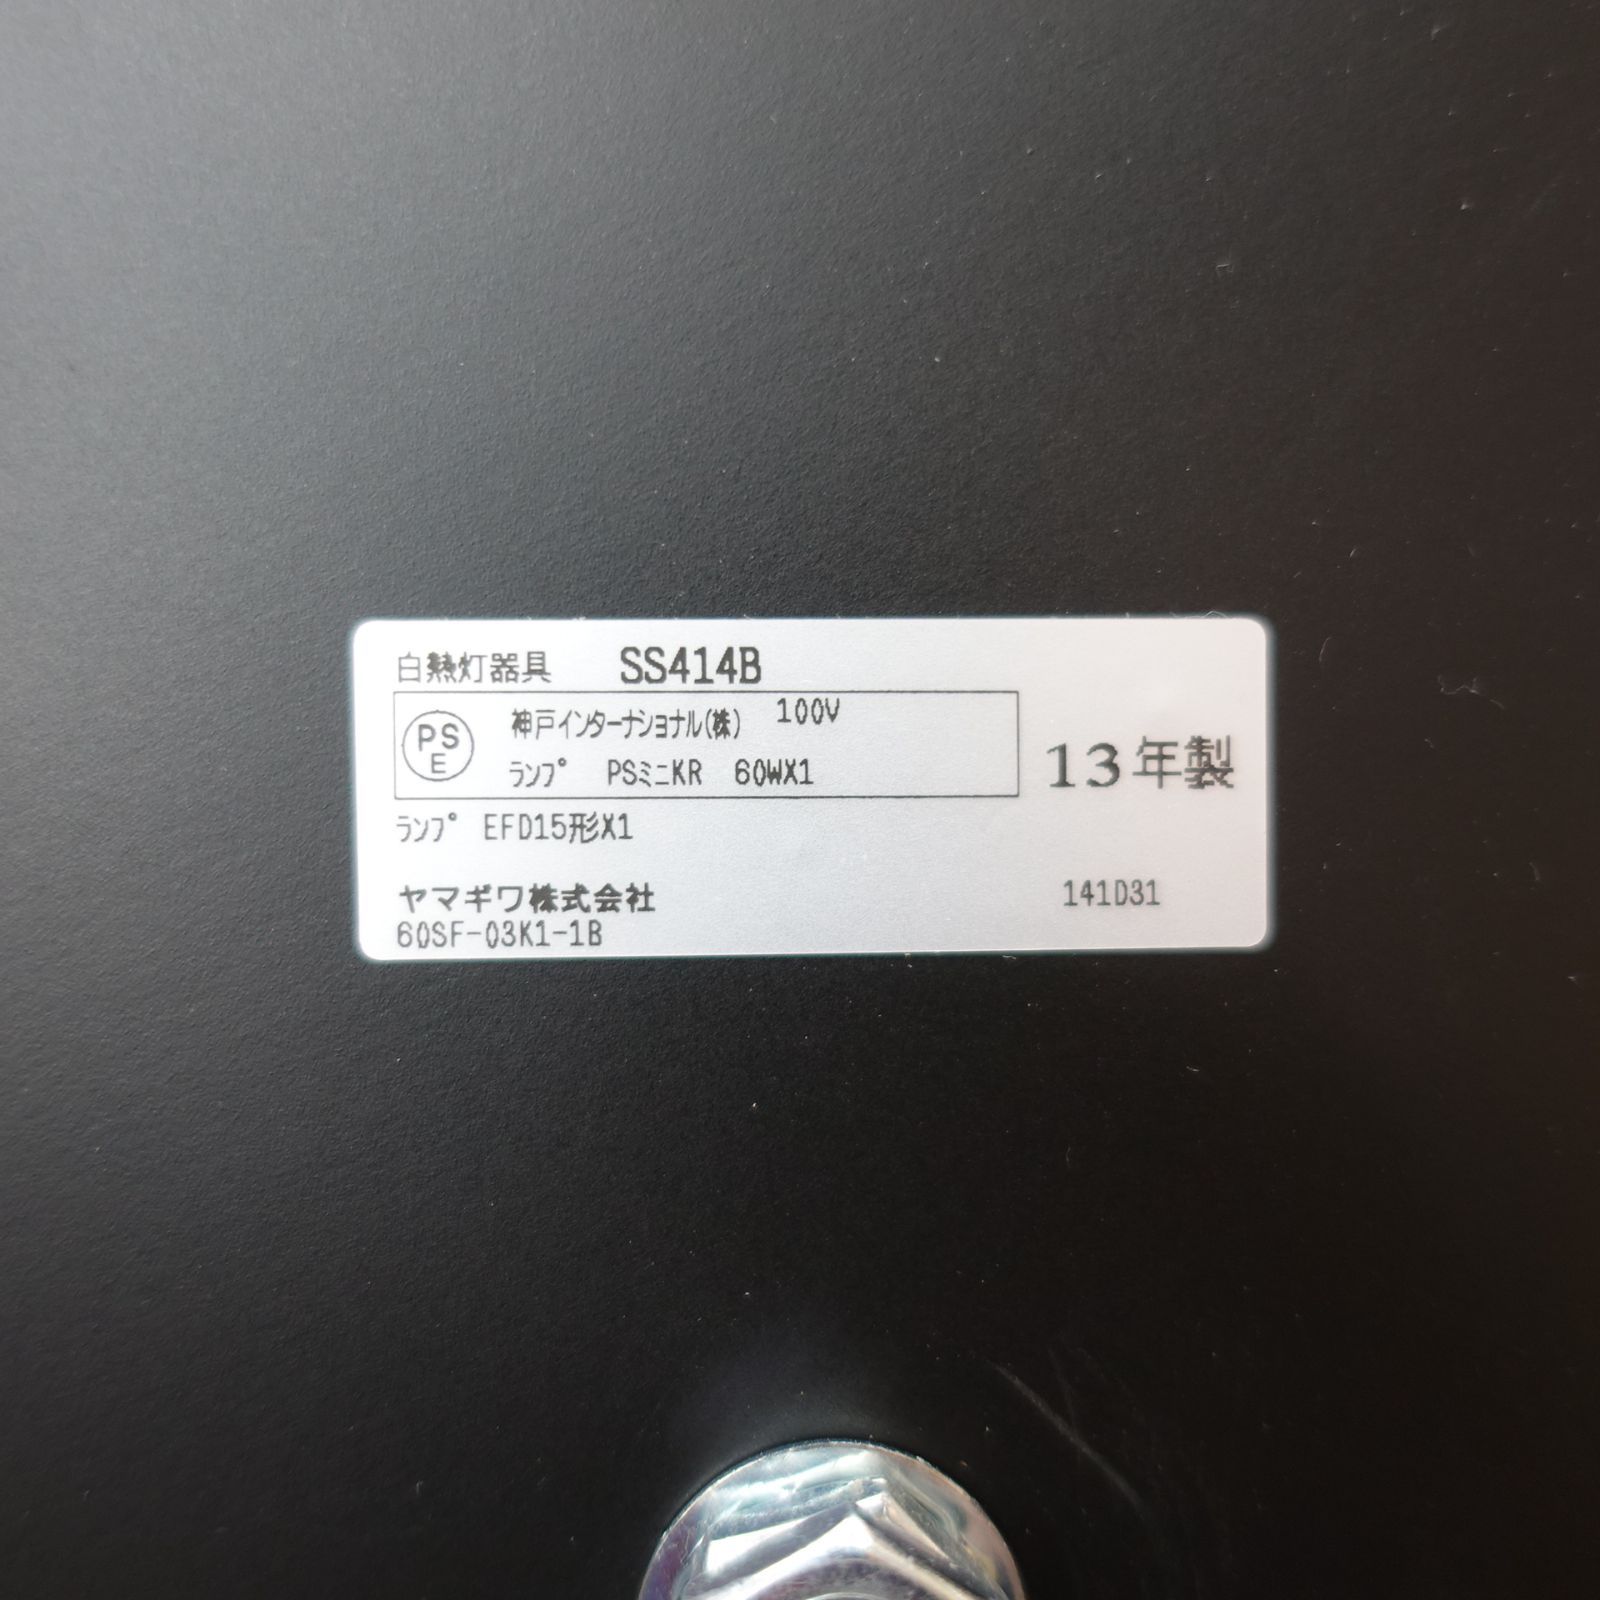 白熱灯器具 SS414B
PSE 神戸インターナショナル(株) 100V
ランプ PSミニKR 60WX1
13年製
ランプ EFD15形X1
ヤマギワ株式会社 141D31
60SF-03K1-1B